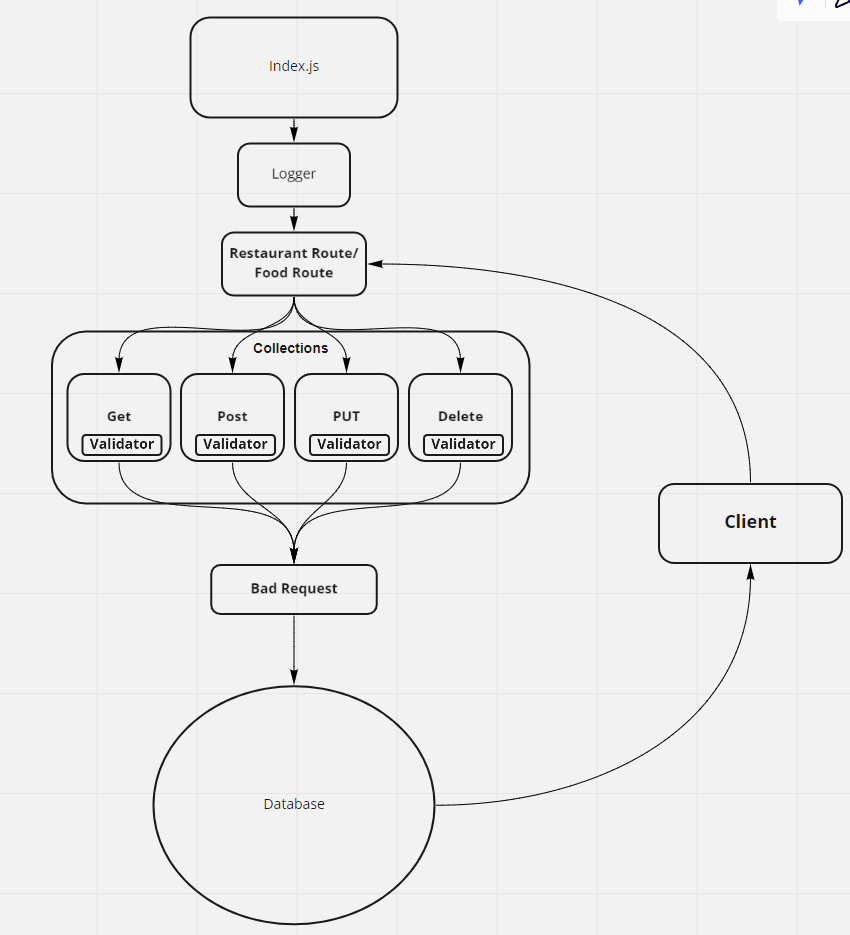 Index.js
Logger
Restaurant Route/
Food Route
Collections
Get
Post
PUT
Delete
Validator
Validator
Validator
Validator
Client
Bad Request
Database